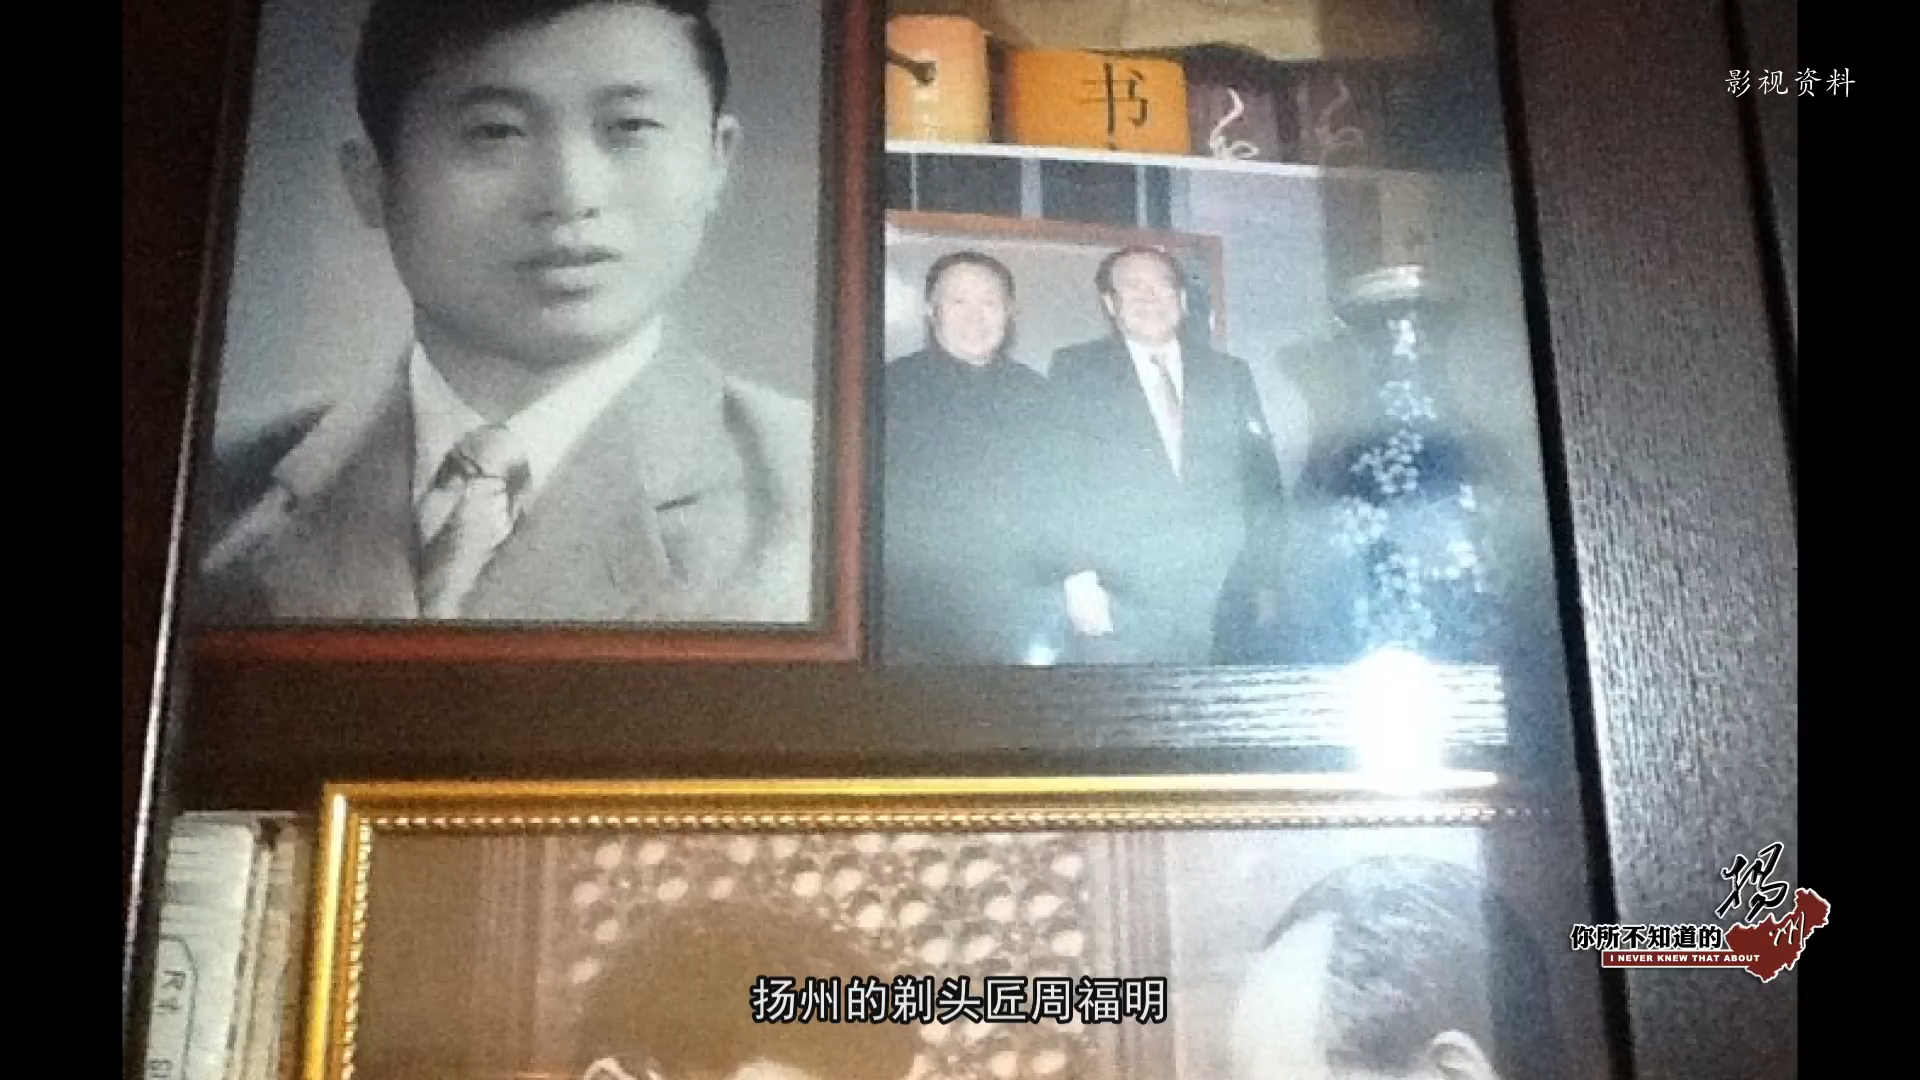 书
影视资料
扬州
你所不知道的
I NEVER KNEW THAT ABOUT
扬州的剃头匠周福明